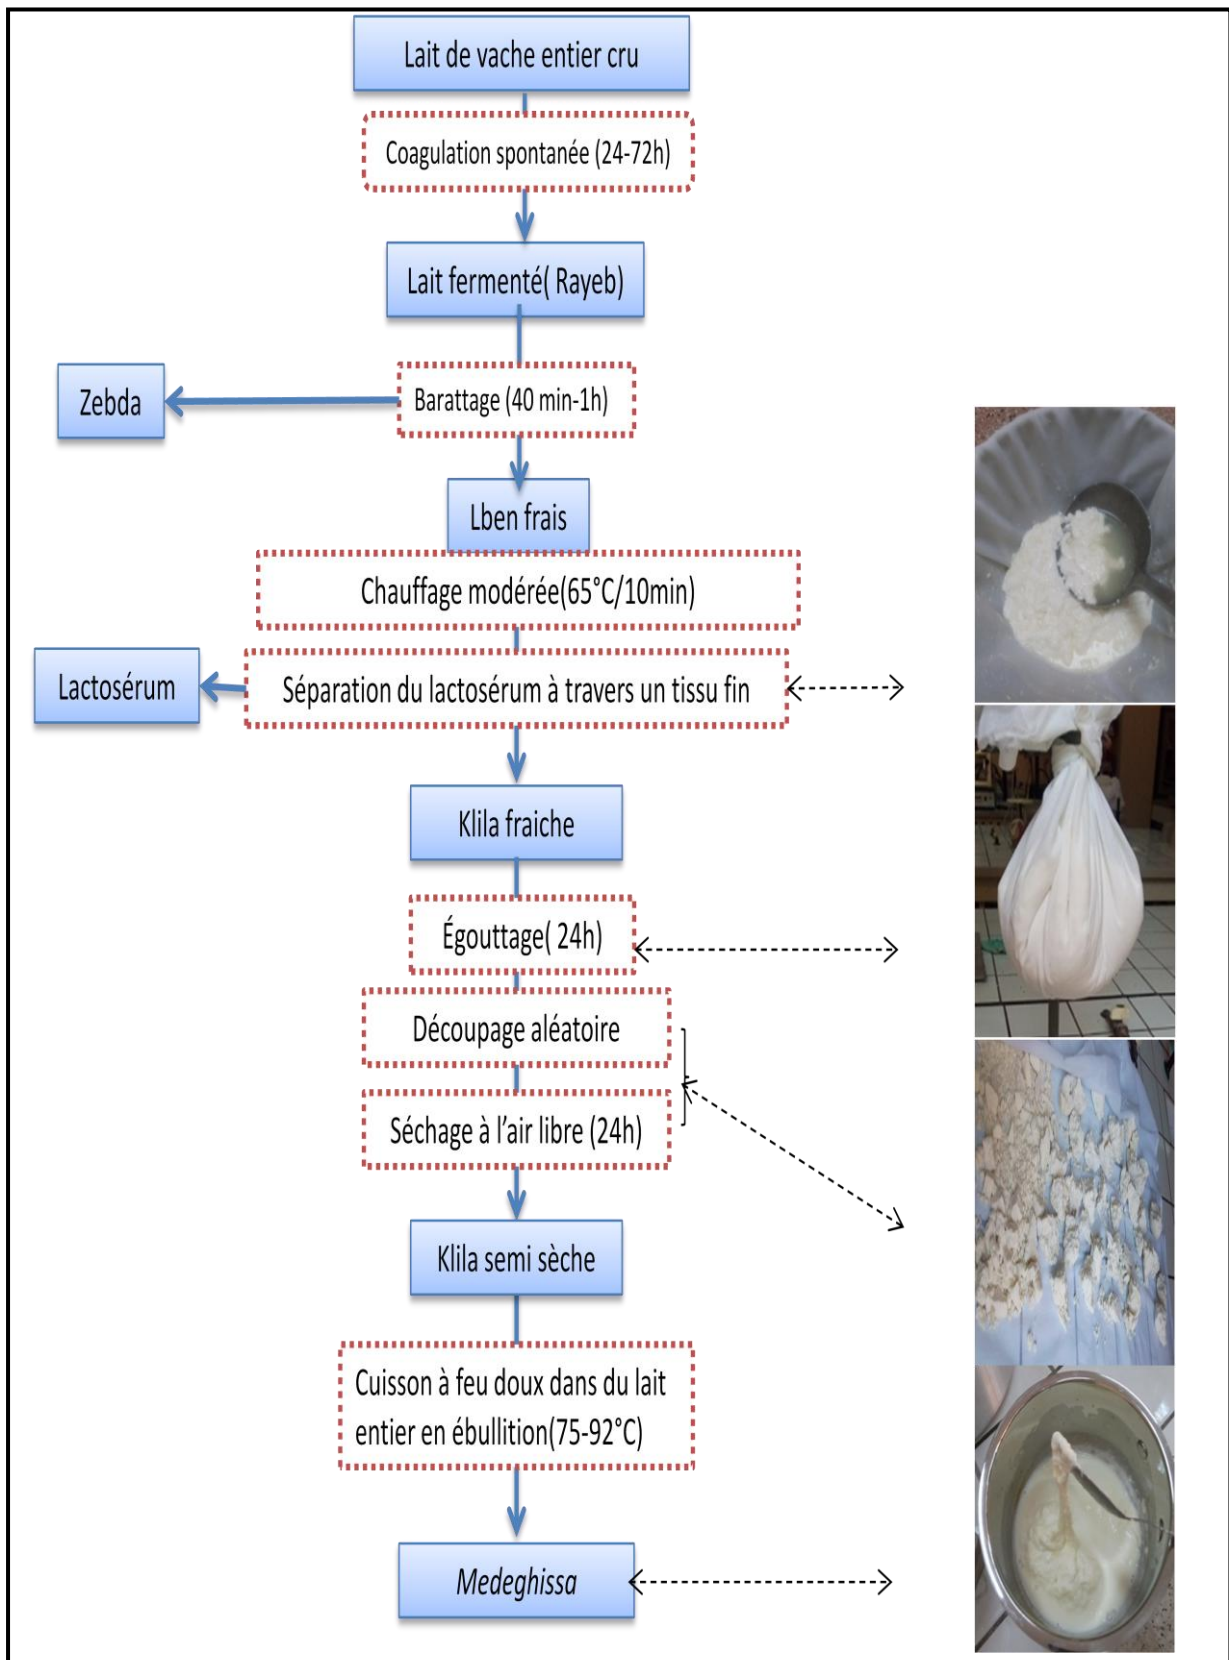 Lait de vache entier cru
Coagulation spontanée (24-72h)
Lait fermenté( Rayeb)
Zebda
Barattage (40 min-1h)
Lben frais
Chauffage modérée(65°C/10min)
Lactosérum
Séparation du lactosérum à travers un tissu fin
Klila fraiche
Égouttage( 24h)
Découpage aléatoire
Séchage à l'air libre (24h)
Klila semi sèche
Cuisson à feu doux dans du lait
entier en ébullition(75-92°C)
Medeghissa